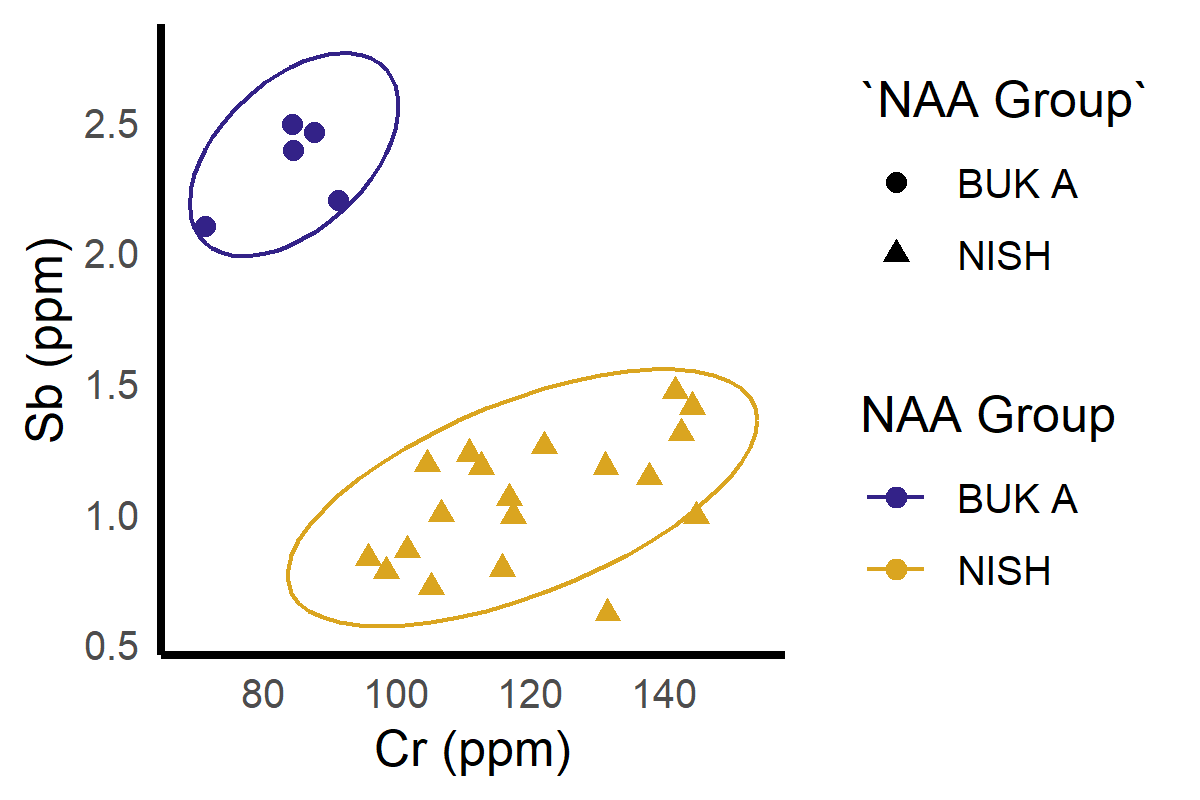 2.5
2.0
1.5
1.0
0.5
Sb (ppm)
80 100 120 140
Cr (ppm)
`NAA Group`
BUK A
NISH
NAA Group
BUK A
NISH